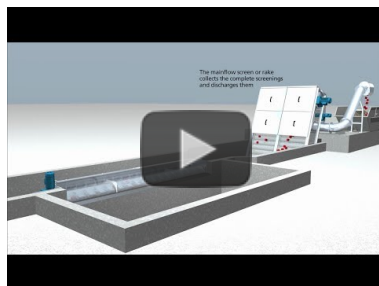 The mainflow screen or rake
collects the complete screenings
and discharges them